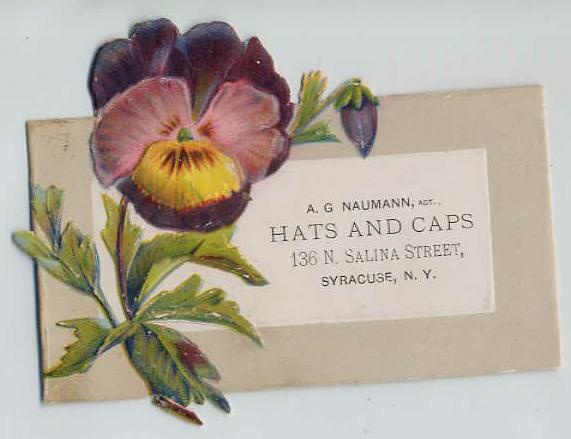 A. G NAUMANN, AGT.,
HATS AND CAPS
136 N. SALINA STREET,
SYRACUSE, N. Y.